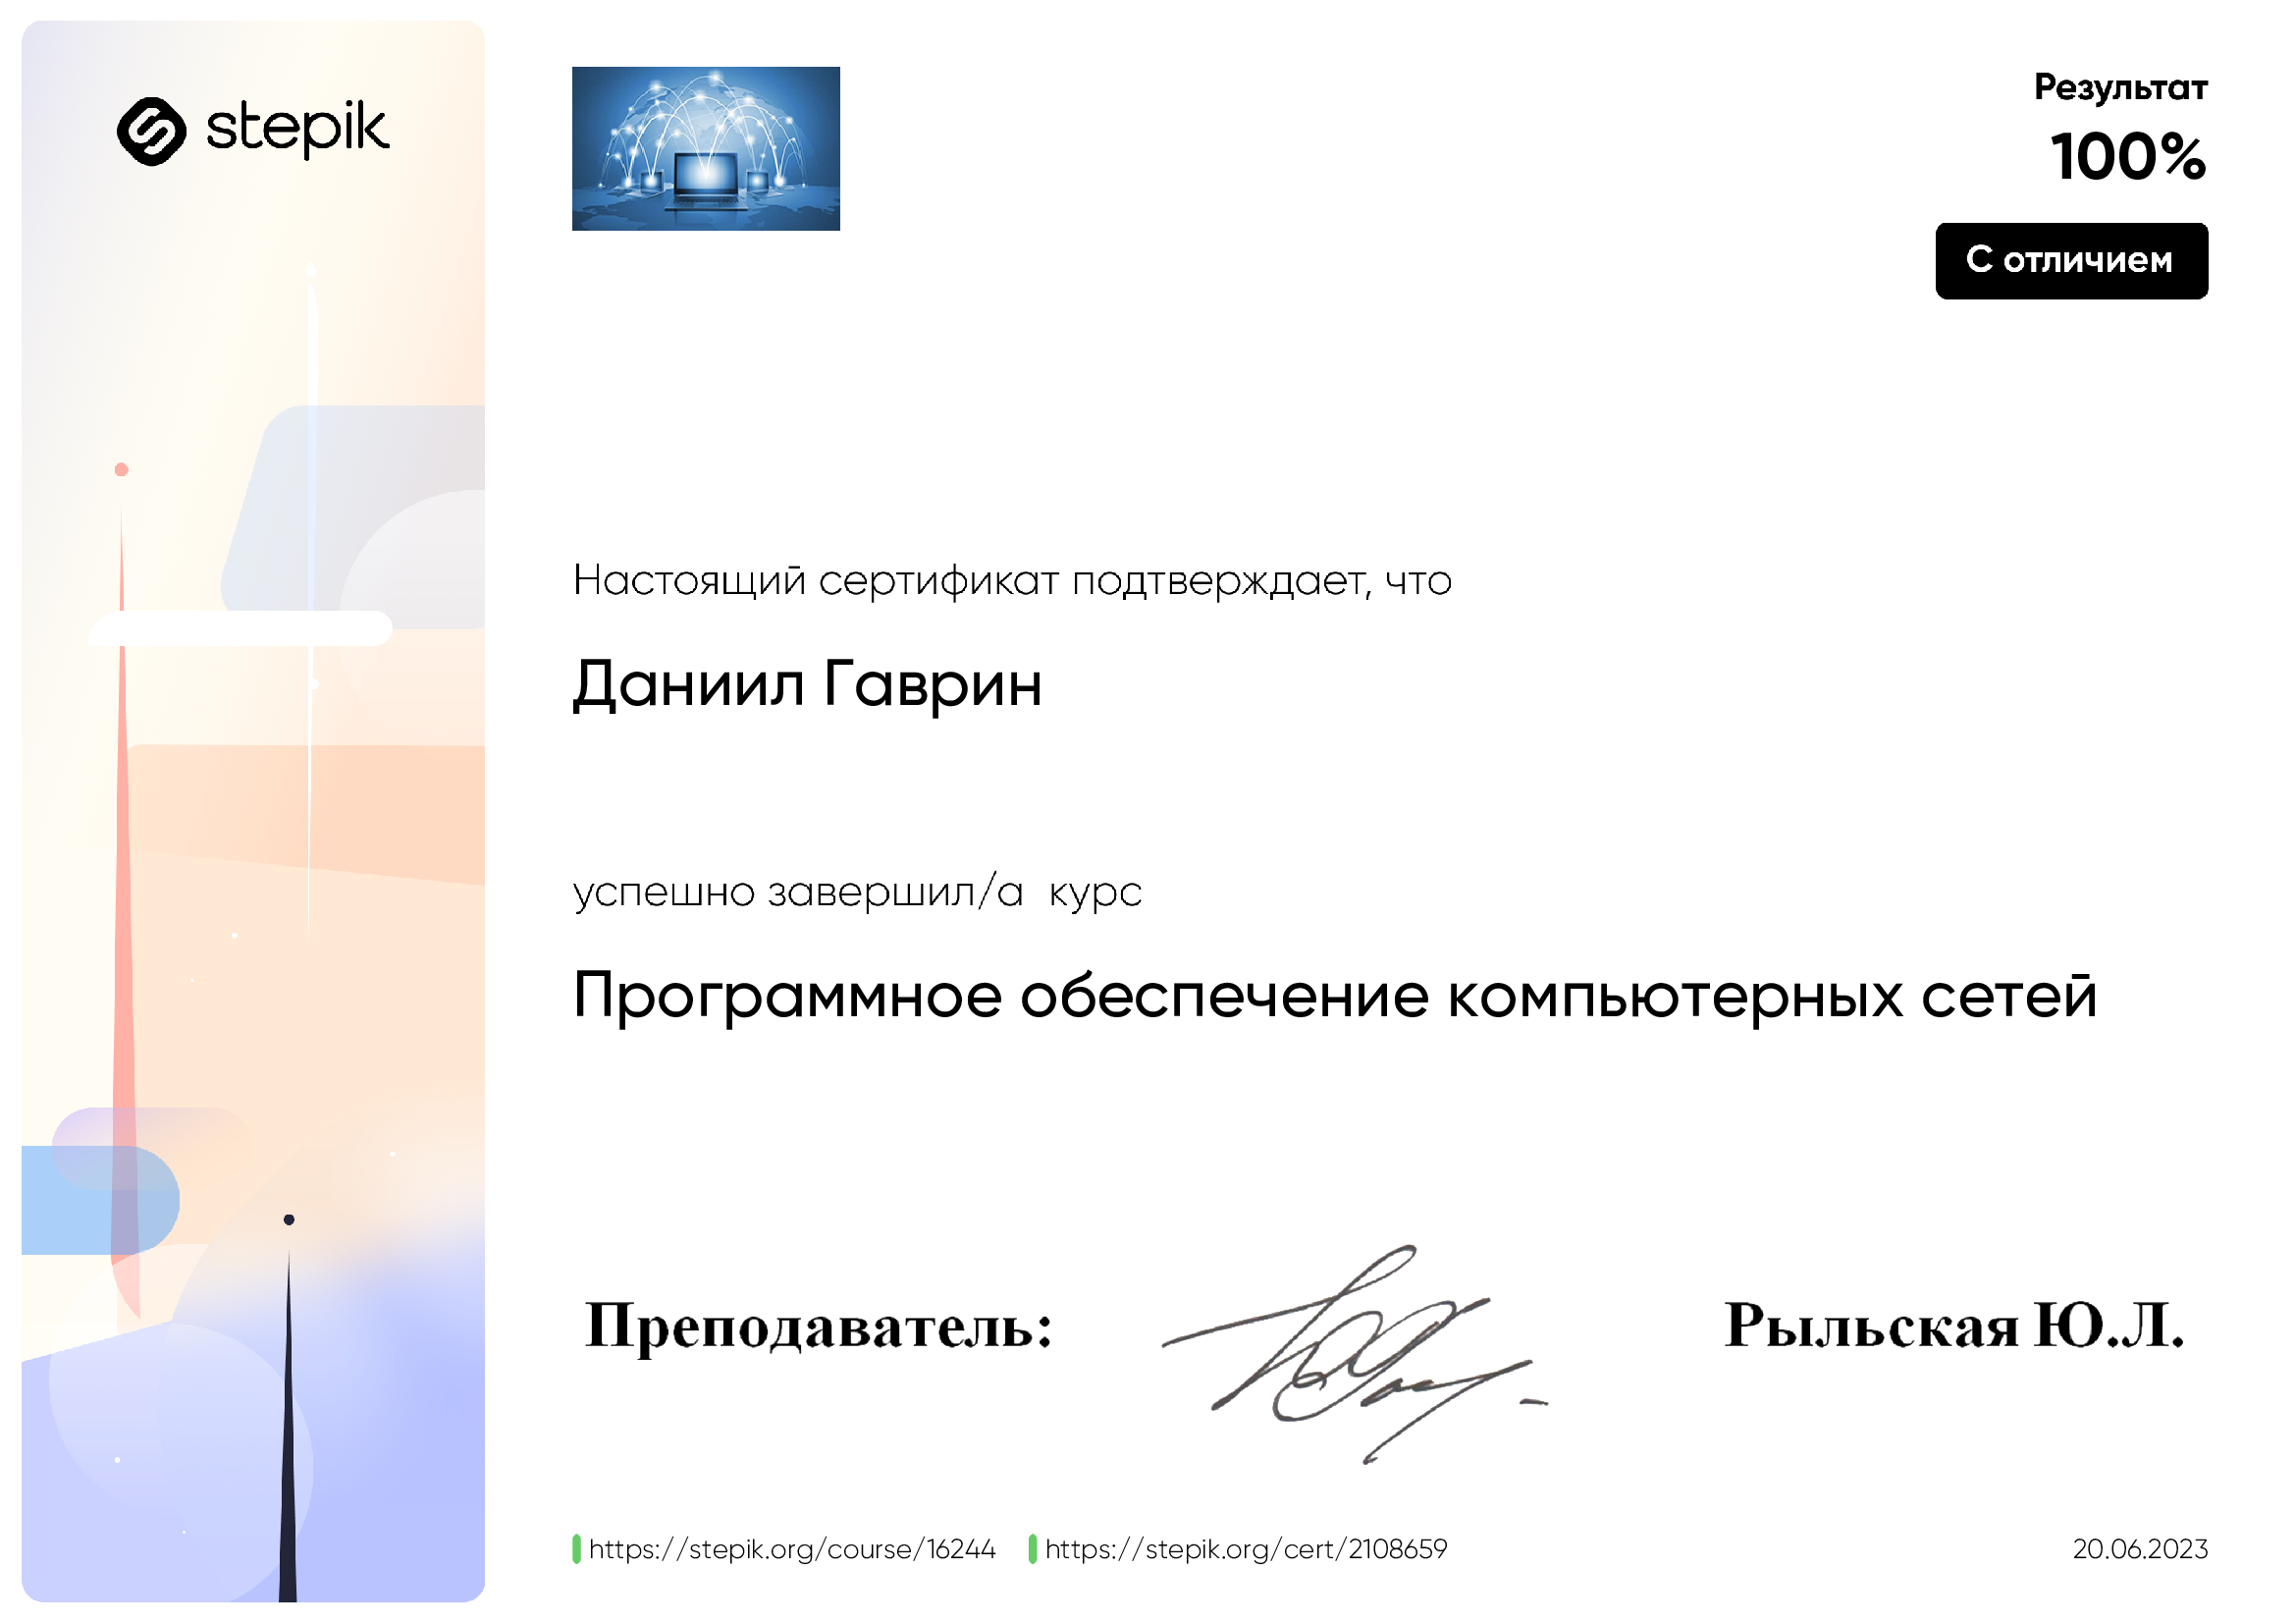 stepik
Результат
100%
С отличием
Настоящий сертификат подтверждает, что
Даниил Гаврин
успешно завершил/а курс
Программное обеспечение компьютерных сетей
Преподаватель:
Рыльская Ю.Л.
https://stepik.org/course/16244
https://stepik.org/cert/2108659
20.06.2023